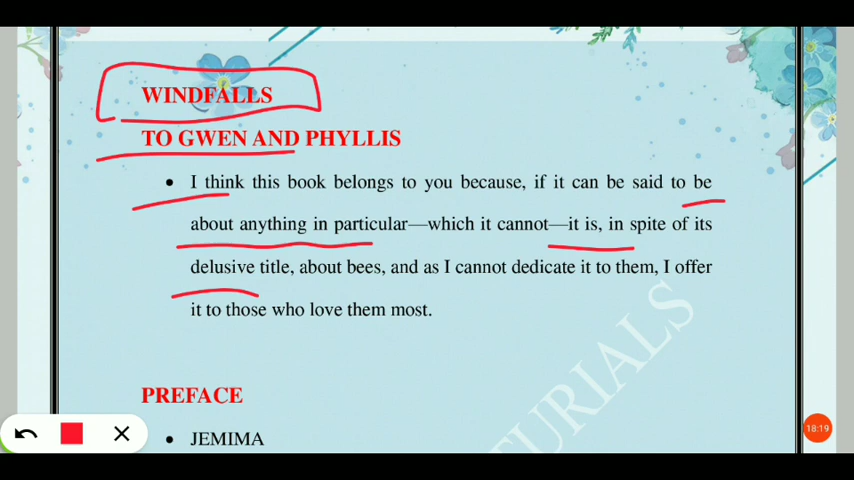 WINDFALLS
TO GWEN AND PHYLLIS
• I think this book belongs to you because, if it can be said to be
about anything in particular—which it cannot—it is, in spite of its
delusive title, about bees, and as I cannot dedicate it to them, I offer
it to those who love them most.
PREFACE
• JEMIMA
18:19